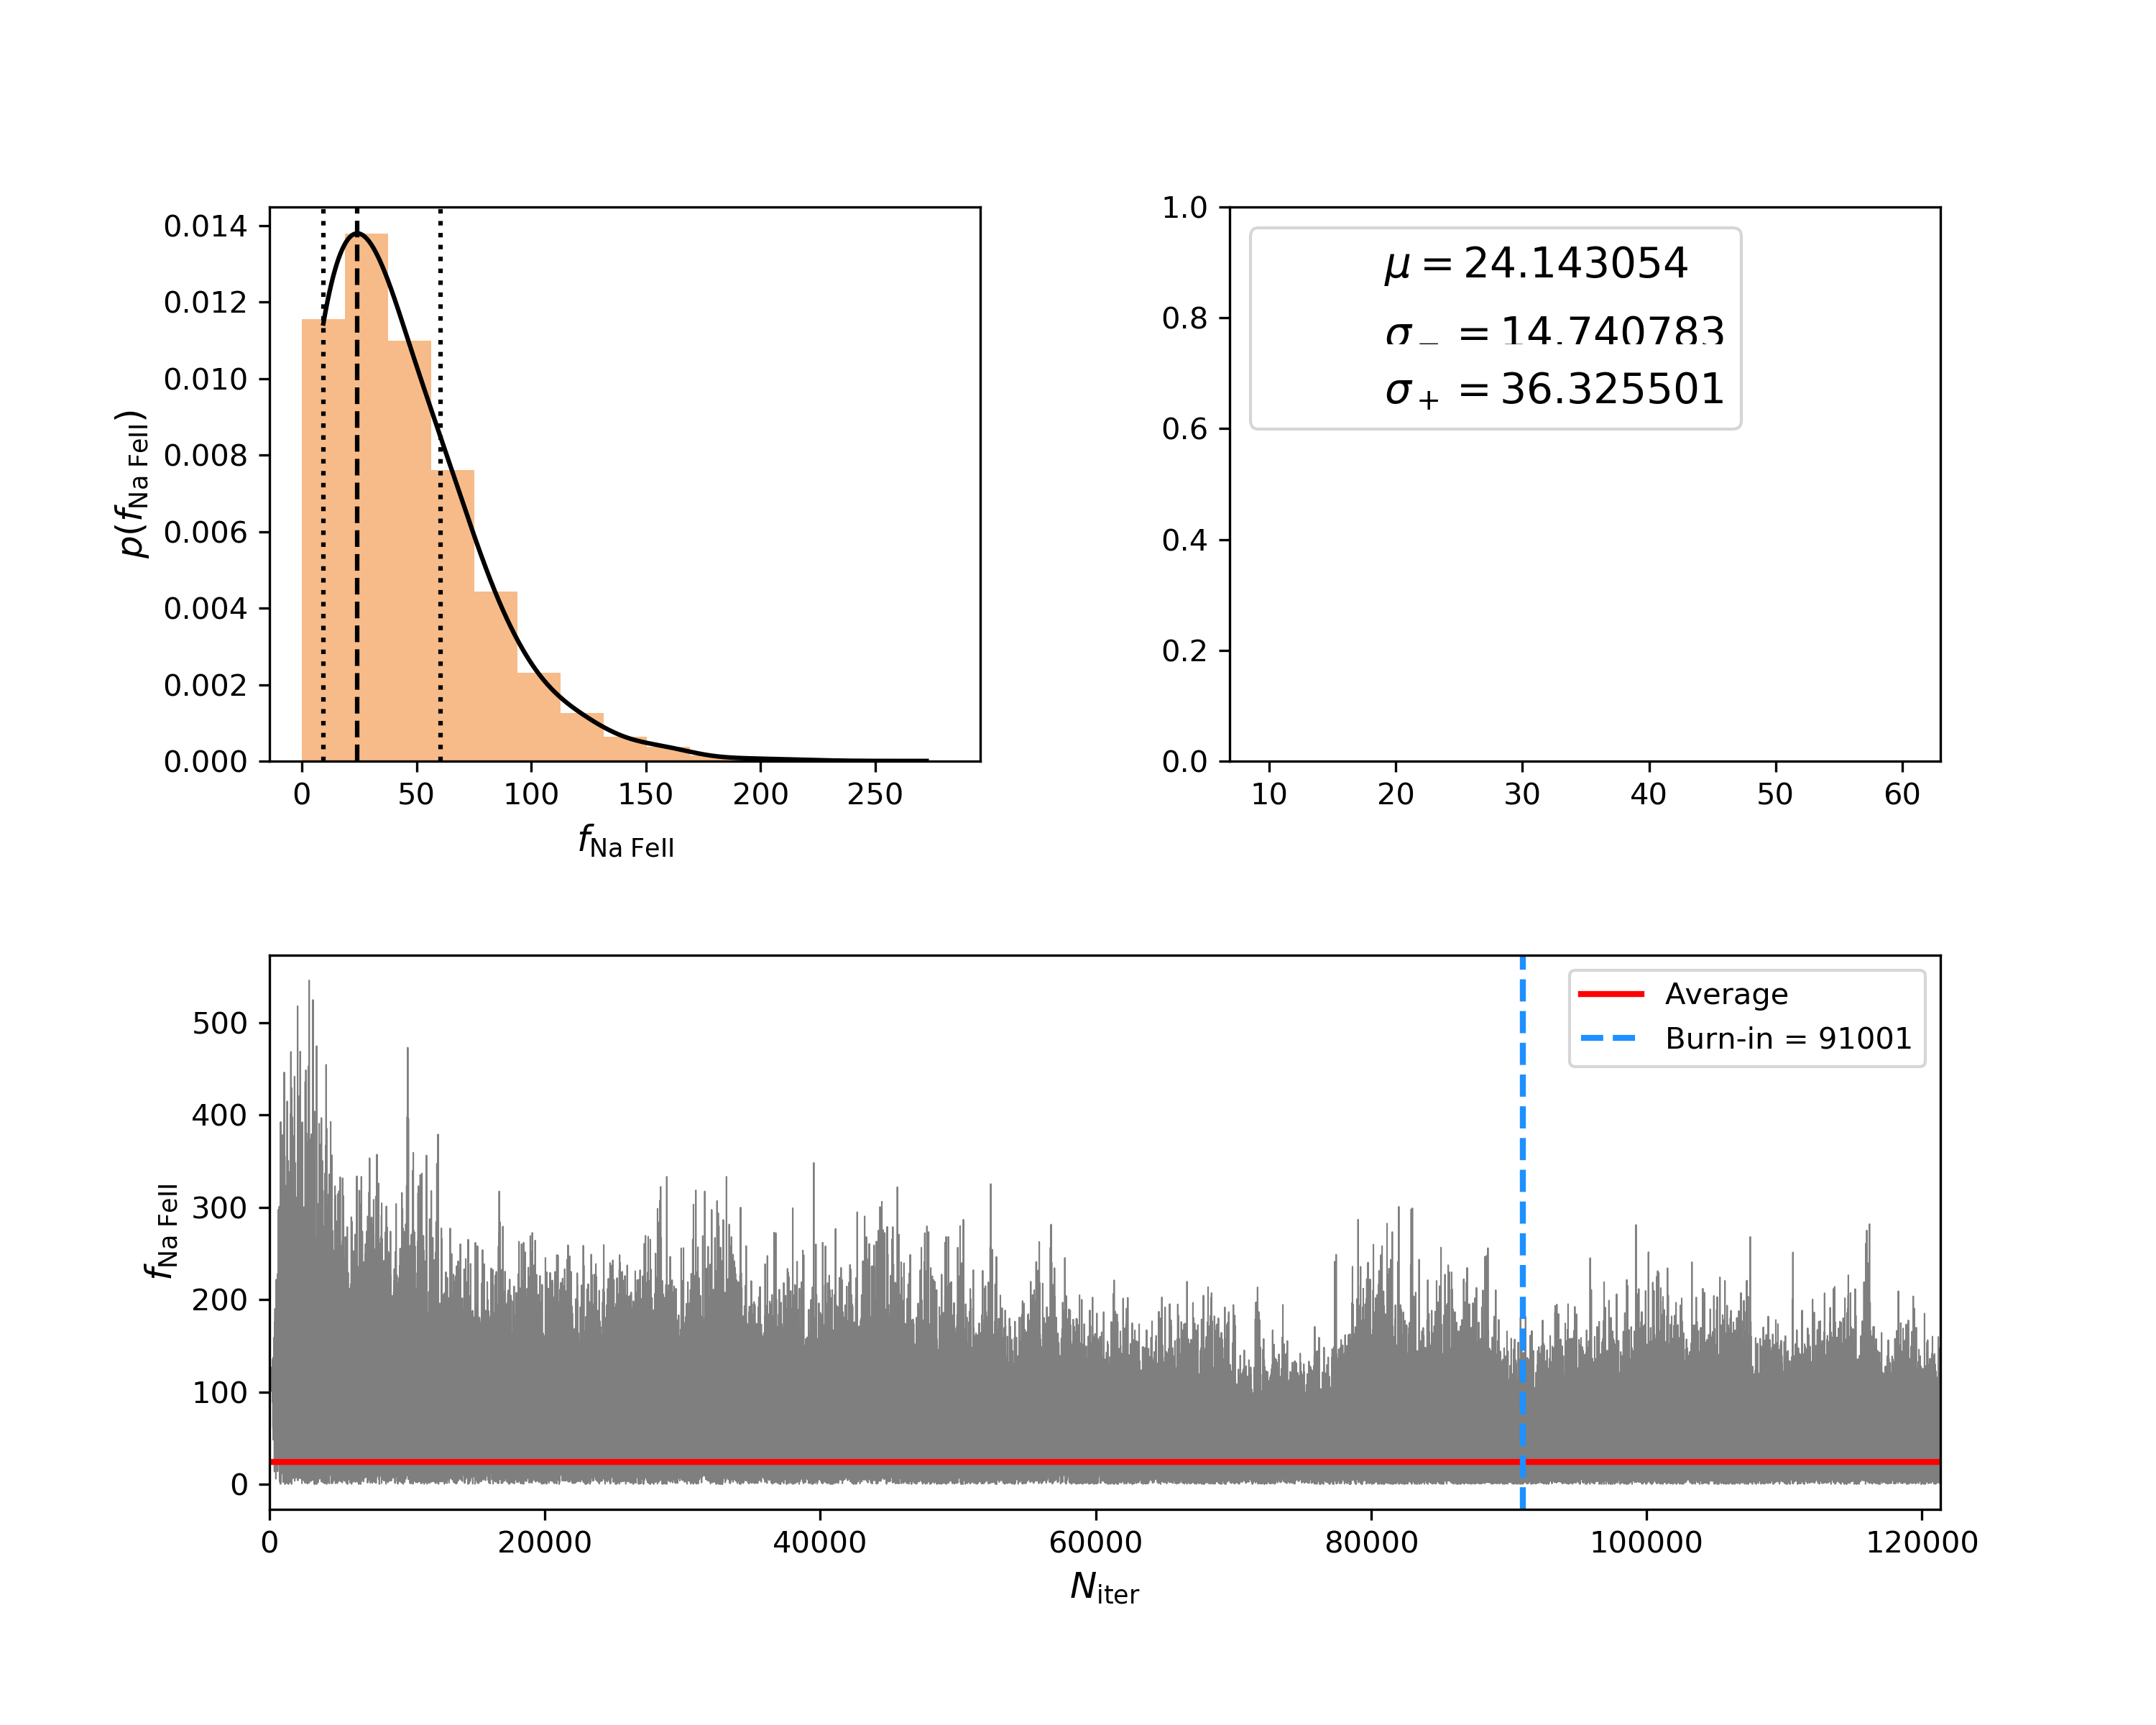 0.014
0.012
0.010
0.008
0.006
0.004
0.002
0.000
p(f_Na FeII)
0 50 100 150 200 250
f_Na FeII
1.0
0.8
0.6
0.4
0.2
0.0
μ = 24.143054
σ_− = 14.740783
σ_+ = 36.325501
10 20 30 40 50 60
500
400
300
200
100
0
f_Na FeII
Average
Burn-in = 91001
0 20000 40000 60000 80000 100000 120000
N_iter